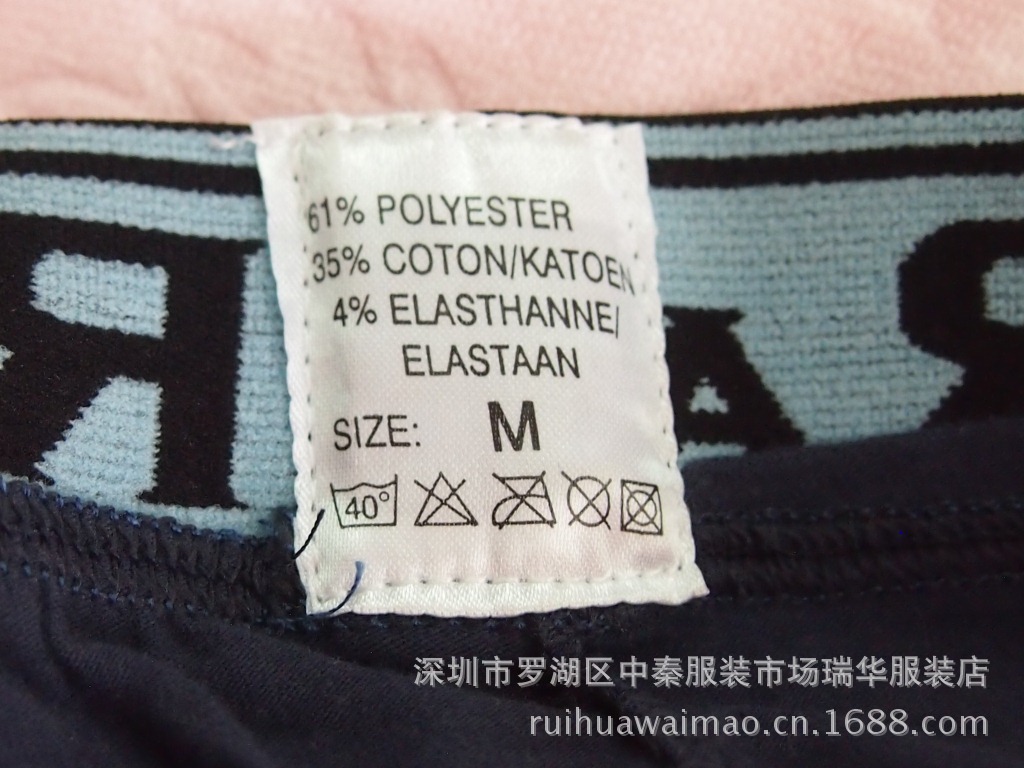 61% POLYESTER
35% COTON/KATOEN
4% ELASTHANNE/
ELASTAAN
SIZE: M
40°
深圳市罗湖区中秦服装市场瑞华服装店
ruihuawaimao.cn.1688.com